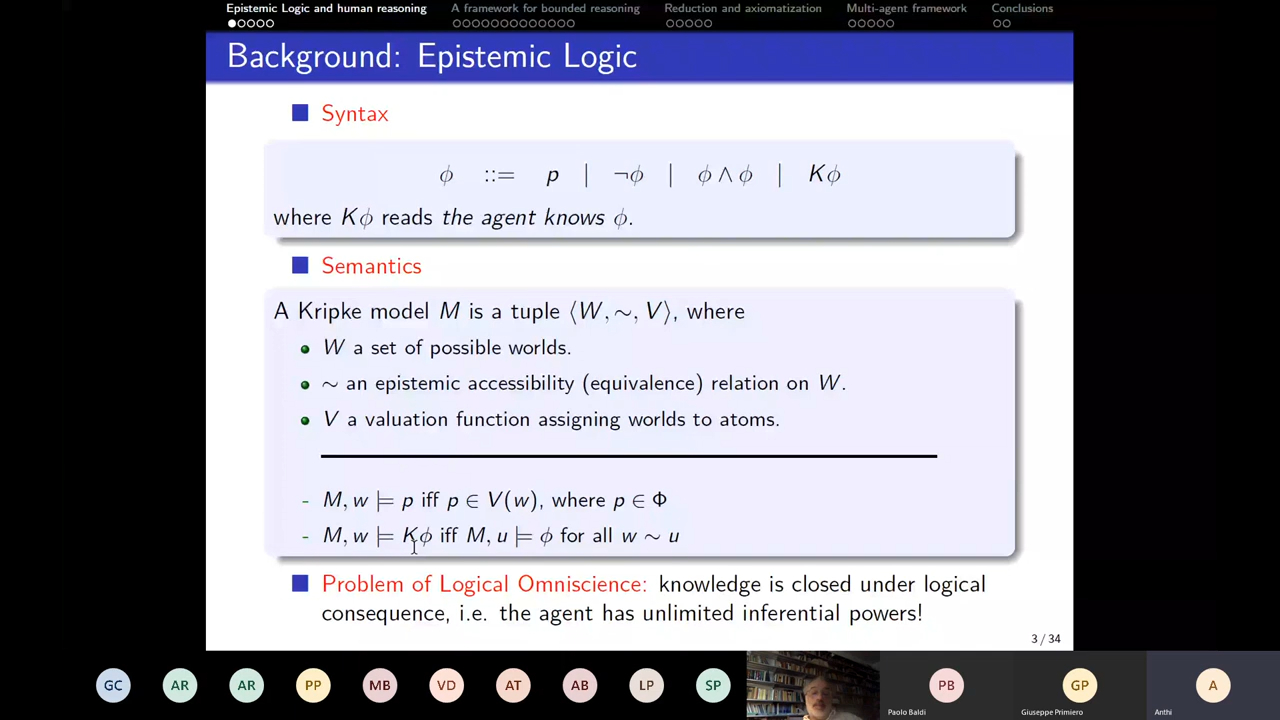 Epistemic Logic and human reasoning A framework for bounded reasoning Reduction and axiomatization Multi-agent framework Conclusions
Background: Epistemic Logic
Syntax
ϕ ::= p | ¬ϕ | ϕ ∧ ϕ | Kϕ
where Kϕ reads the agent knows ϕ.
Semantics
A Kripke model M is a tuple ⟨W, ∼, V⟩, where
W a set of possible worlds.
∼ an epistemic accessibility (equivalence) relation on W.
V a valuation function assigning worlds to atoms.
- M, w ⊨ p iff p ∈ V(w), where p ∈ Φ
- M, w ⊨ Kϕ iff M, u ⊨ ϕ for all w ∼ u
Problem of Logical Omniscience: knowledge is closed under logical
consequence, i.e. the agent has unlimited inferential powers!
3 / 34
GC AR AR PP MB VD AT AB LP SP PB GP A
Paolo Baldi Giuseppe Primiero Anthi